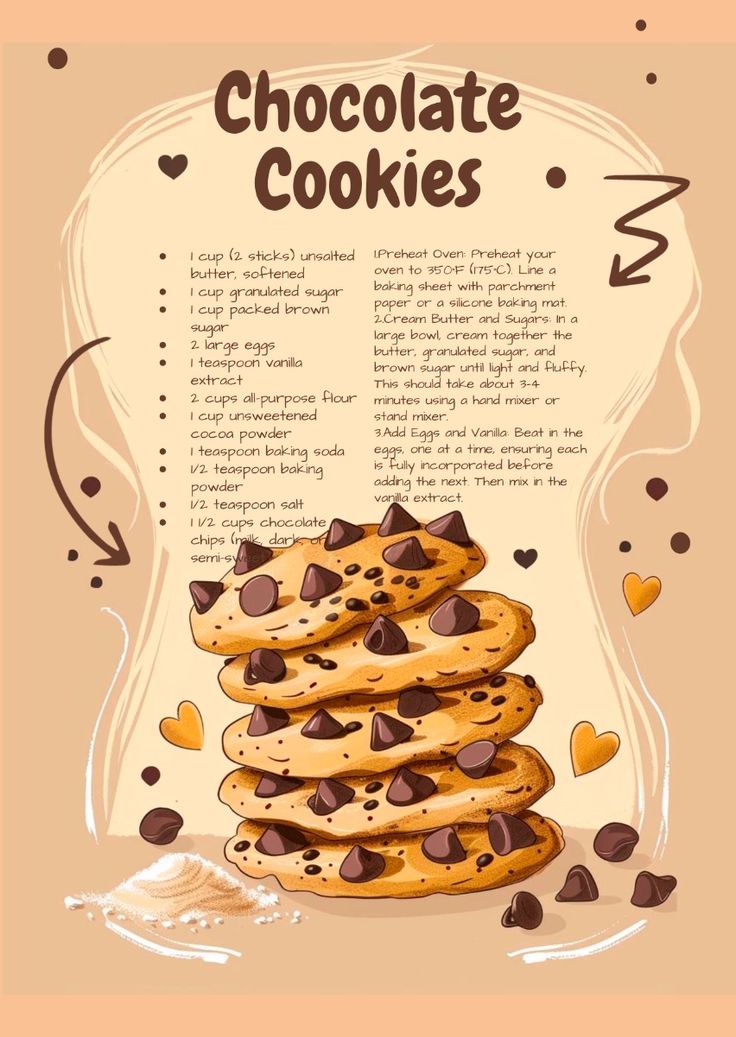 Chocolate
Cookies
1 cup (2 sticks) unsalted
butter, softened
1 cup granulated sugar
1 cup packed brown
sugar
2 large eggs
1 teaspoon vanilla
extract
2 cups all-purpose flour
1 cup unsweetened
cocoa powder
1 teaspoon baking soda
1/2 teaspoon baking
powder
1/2 teaspoon salt
1 1/2 cups chocolate
chips (milk, dark, or
semi-sweet)
1.Preheat Oven: Preheat your
oven to 350°F (175°C). Line a
baking sheet with parchment
paper or a silicone baking mat.
2.Cream Butter and Sugars: In a
large bowl, cream together the
butter, granulated sugar, and
brown sugar until light and fluffy.
This should take about 3-4
minutes using a hand mixer or
stand mixer.
3.Add Eggs and Vanilla: Beat in the
eggs, one at a time, ensuring each
is fully incorporated before
adding the next. Then mix in the
vanilla extract.